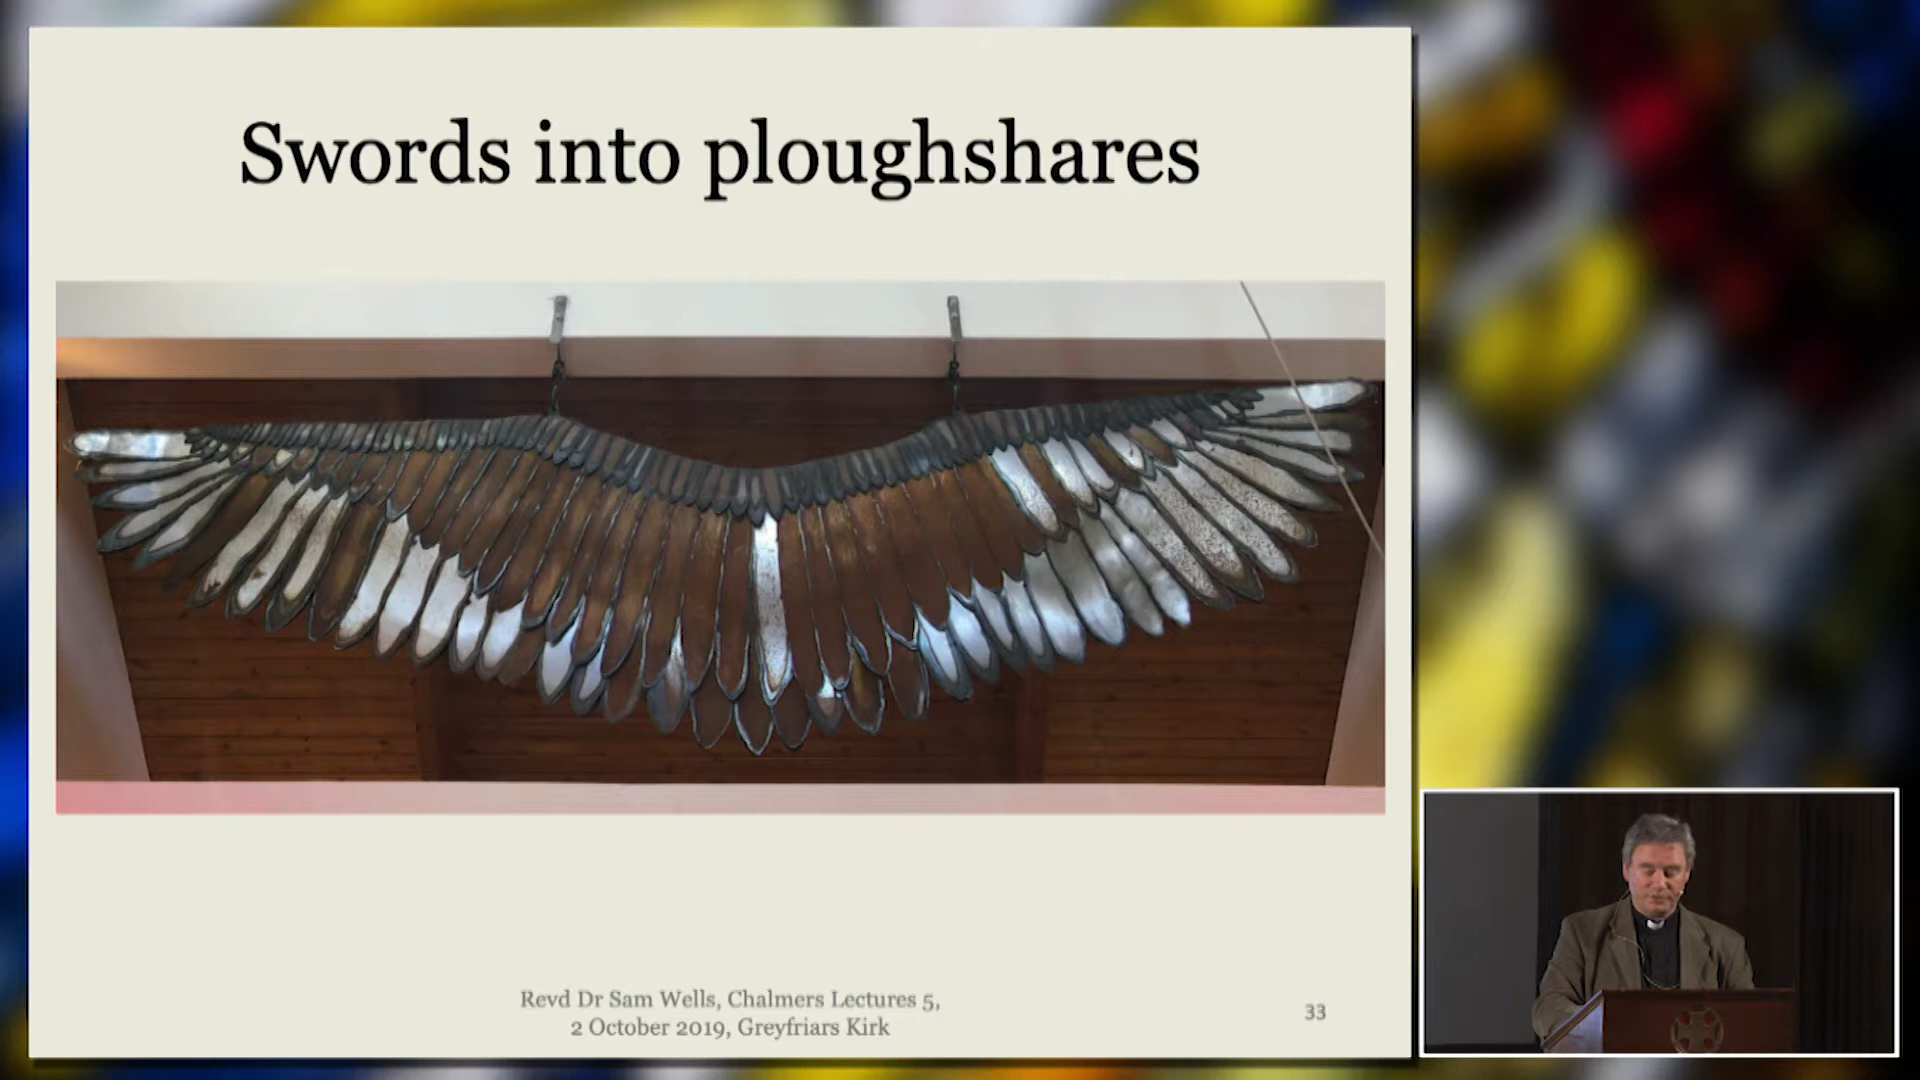 Swords into ploughshares
Revd Dr Sam Wells, Chalmers Lectures 5,
2 October 2019, Greyfriars Kirk
33